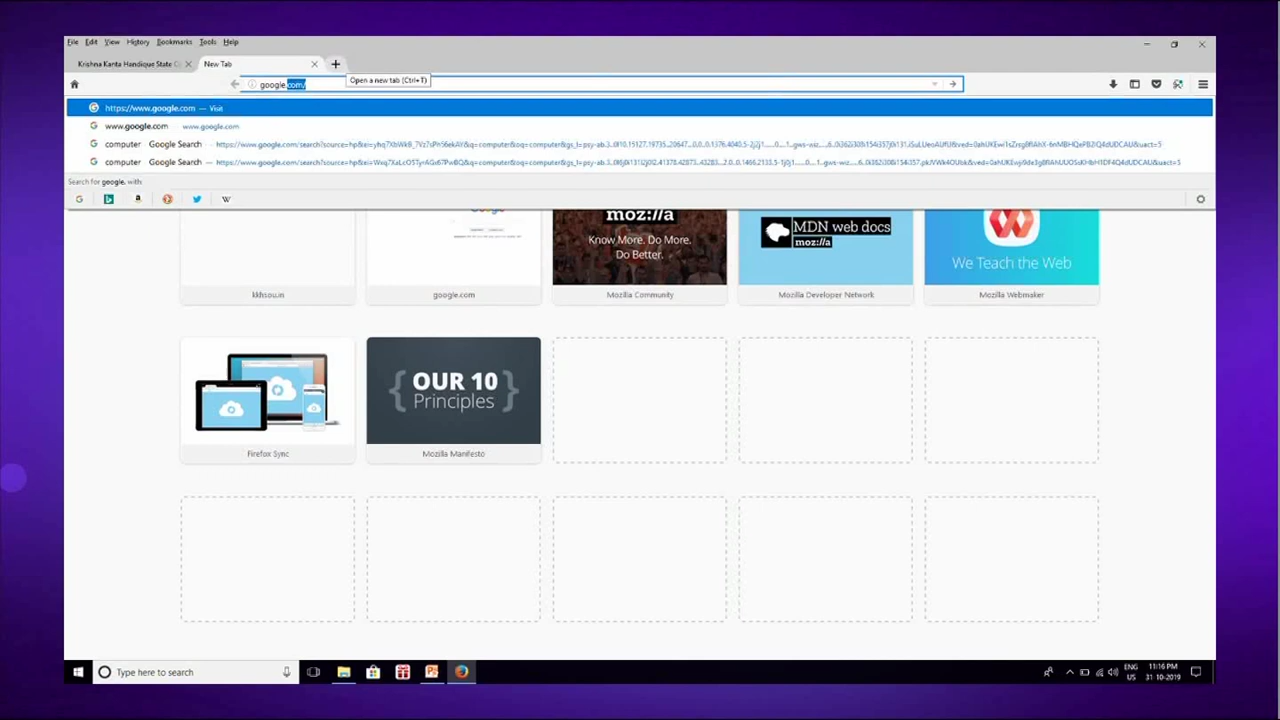 File Edit View History Bookmarks Tools Help
Krishna Kanta Handique State
New Tab
google.com/
Open a new tab (Ctrl+T)
https://www.google.com — Visit
www.google.com www.google.com
computer Google Search
computer Google Search
Search for google. with
moz://a
Know More. Do More.
Do Better.
MDN web docs
moz://a
We Teach the Web
kkhsou.in
google.com
Mozilla Community
Mozilla Developer Network
Mozilla Webmaker
{ OUR 10
Principles }
Firefox Sync
Mozilla Manifesto
Type here to search
ENG
US
11:16 PM
31-10-2019